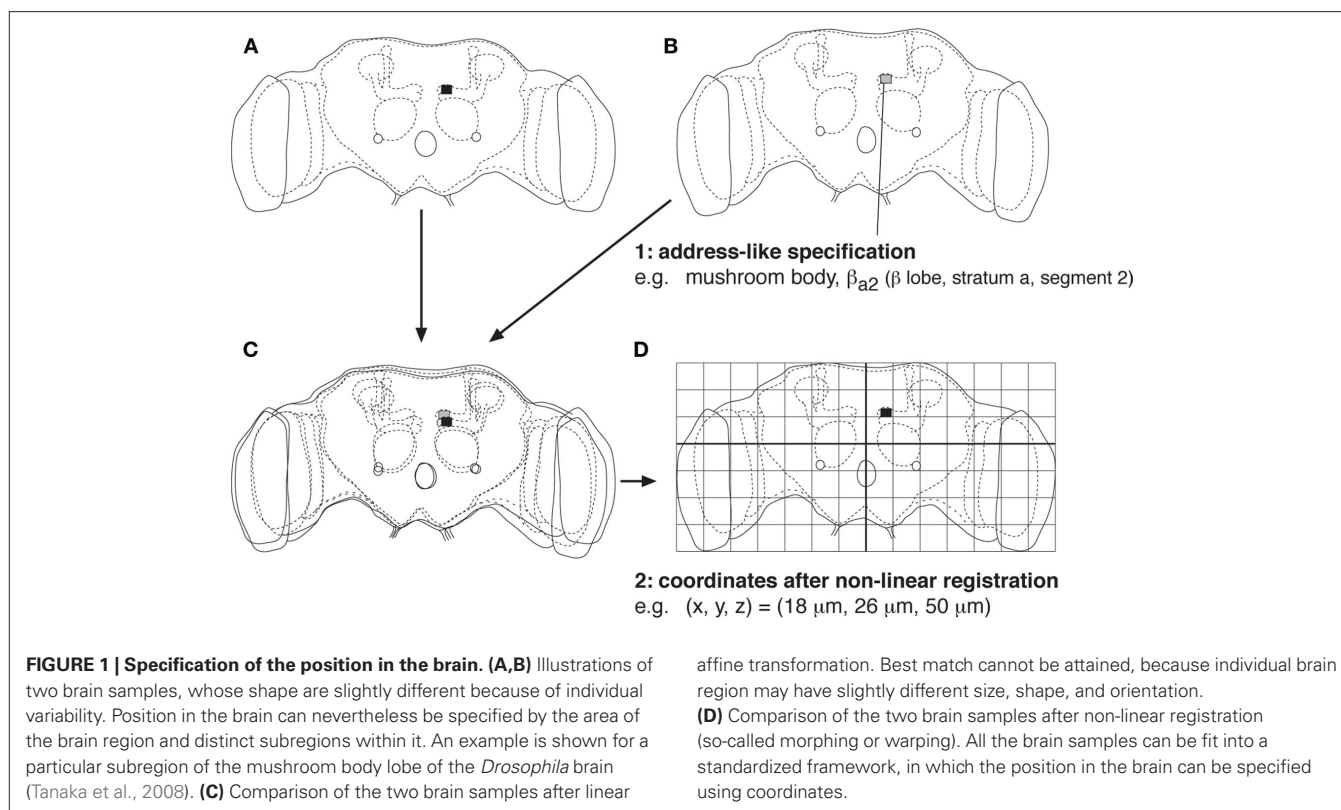 A
B
1: address-like specification
e.g. mushroom body, βa2 (β lobe, stratum a, segment 2)
C
D
2: coordinates after non-linear registration
e.g. (x, y, z) = (18 μm, 26 μm, 50 μm)
FIGURE 1 | Specification of the position in the brain. (A,B) Illustrations of
two brain samples, whose shape are slightly different because of individual
variability. Position in the brain can nevertheless be specified by the area of
the brain region and distinct subregions within it. An example is shown for a
particular subregion of the mushroom body lobe of the Drosophila brain
(Tanaka et al., 2008). (C) Comparison of the two brain samples after linear
affine transformation. Best match cannot be attained, because individual brain
region may have slightly different size, shape, and orientation.
(D) Comparison of the two brain samples after non-linear registration
(so-called morphing or warping). All the brain samples can be fit into a
standardized framework, in which the position in the brain can be specified
using coordinates.